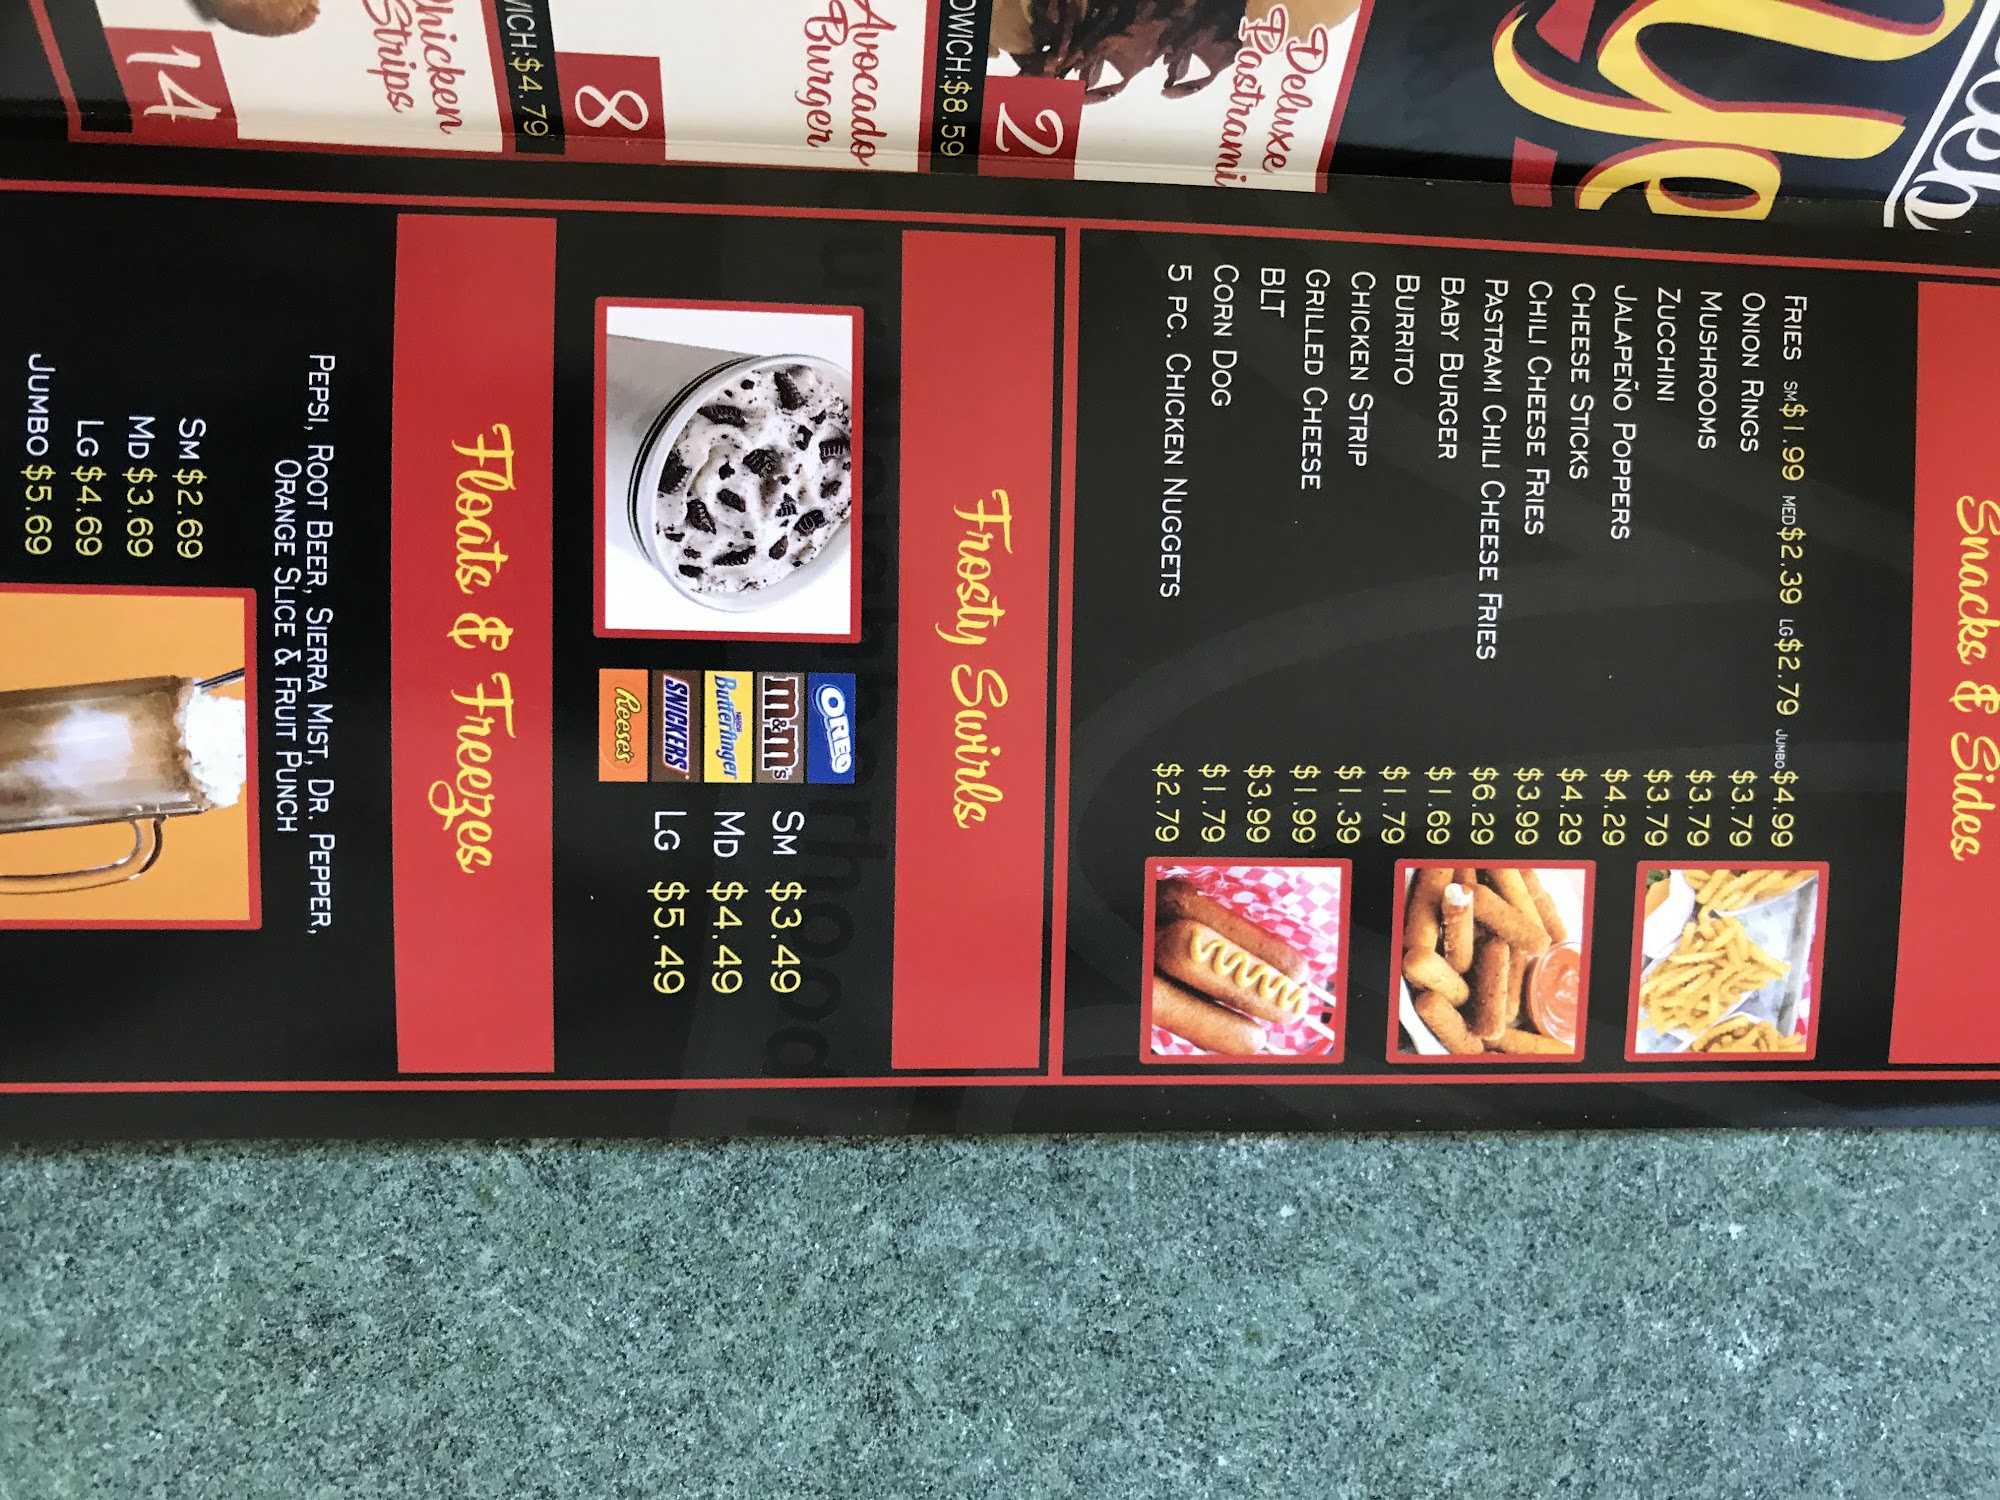 Deluxe
Pastrami
2
WICH:$8.59
Avocado
Burger
8
WICH:$4.79
Strips
14
Snacks & Sides
Fries SM$1.99 MED$2.39 LG$2.79 JUMBO$4.99
Onion Rings $3.79
Mushrooms $3.79
Zucchini $3.79
Jalapeño Poppers $4.29
Cheese Sticks $4.29
Chili Cheese Fries $3.99
Pastrami Chili Cheese Fries $6.29
Baby Burger $1.69
Burrito $1.79
Chicken Strip $1.39
Grilled Cheese $1.99
BLT $3.99
Corn Dog $1.79
5 pc. Chicken Nuggets $2.79
Frosty Swirls
OREO
m&m's
Nestle
Butterfinger
SNICKERS
Reese's
Sm $3.49
Md $4.49
Lg $5.49
Floats & Freezes
Pepsi, Root Beer, Sierra Mist, Dr. Pepper,
Orange Slice & Fruit Punch
Sm $2.69
Md $3.69
Lg $4.69
Jumbo $5.69